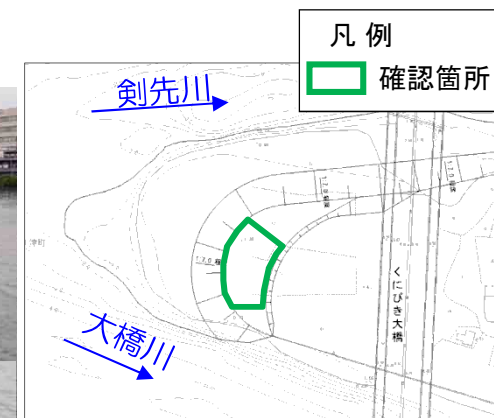 凡 例
確認箇所
剣先川
大橋川
くにびき大橋